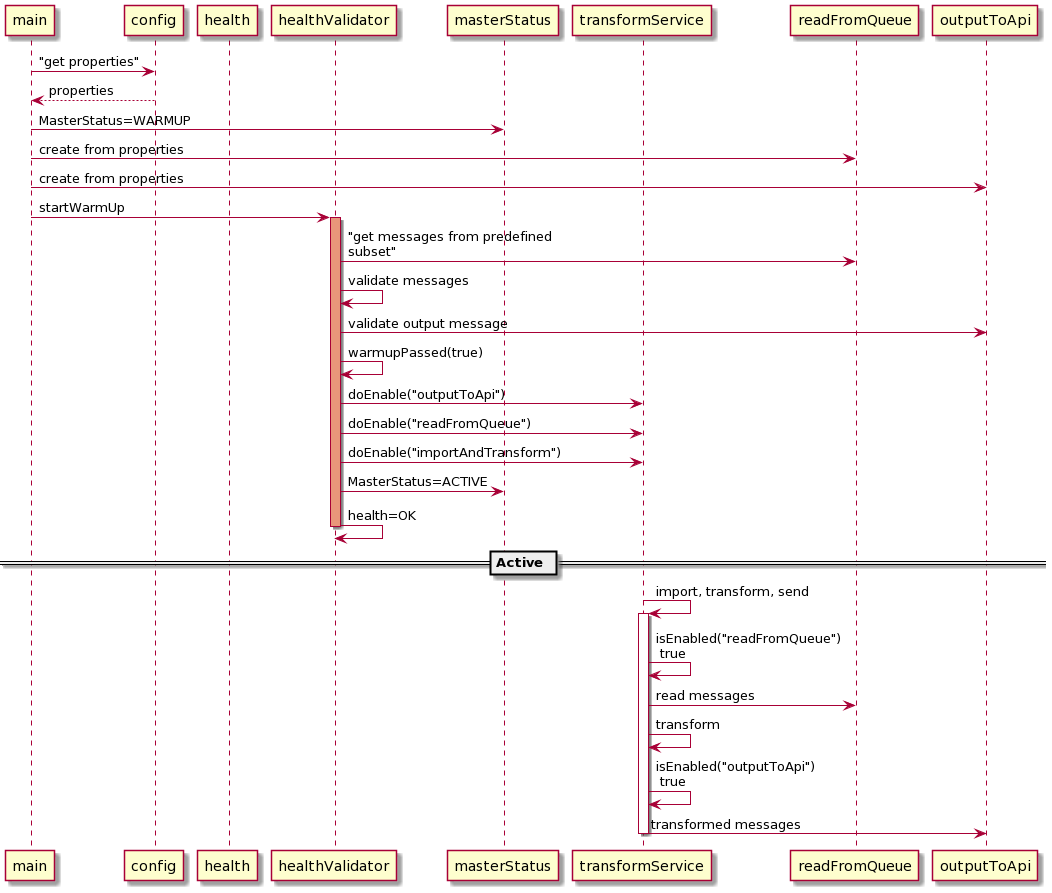 main config health healthValidator masterStatus transformService readFromQueue outputToApi
"get properties"
properties
MasterStatus=WARMUP
create from properties
create from properties
startWarmUp
"get messages from predefined
subset"
validate messages
validate output message
warmupPassed(true)
doEnable("outputToApi")
doEnable("readFromQueue")
doEnable("importAndTransform")
MasterStatus=ACTIVE
health=OK
Active
import, transform, send
isEnabled("readFromQueue")
true
read messages
transform
isEnabled("outputToApi")
true
transformed messages
main config health healthValidator masterStatus transformService readFromQueue outputToApi